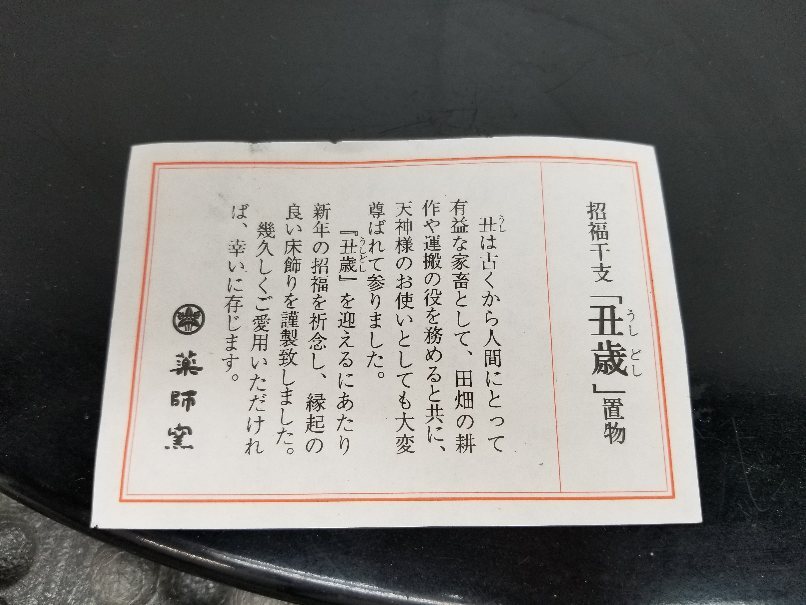 招福干支「丑歳」置物
丑は古くから人間にとって
有益な家畜として、田畑の耕
作や運搬の役を務めると共に、
天神様のお使いとしても大変
尊ばれて参りました。
『丑歳』を迎えるにあたり
新年の招福を祈念し、縁起の
良い床飾りを謹製致しました。
幾久しくご愛用いただけれ
ば、幸いに存じます。
薬師窯